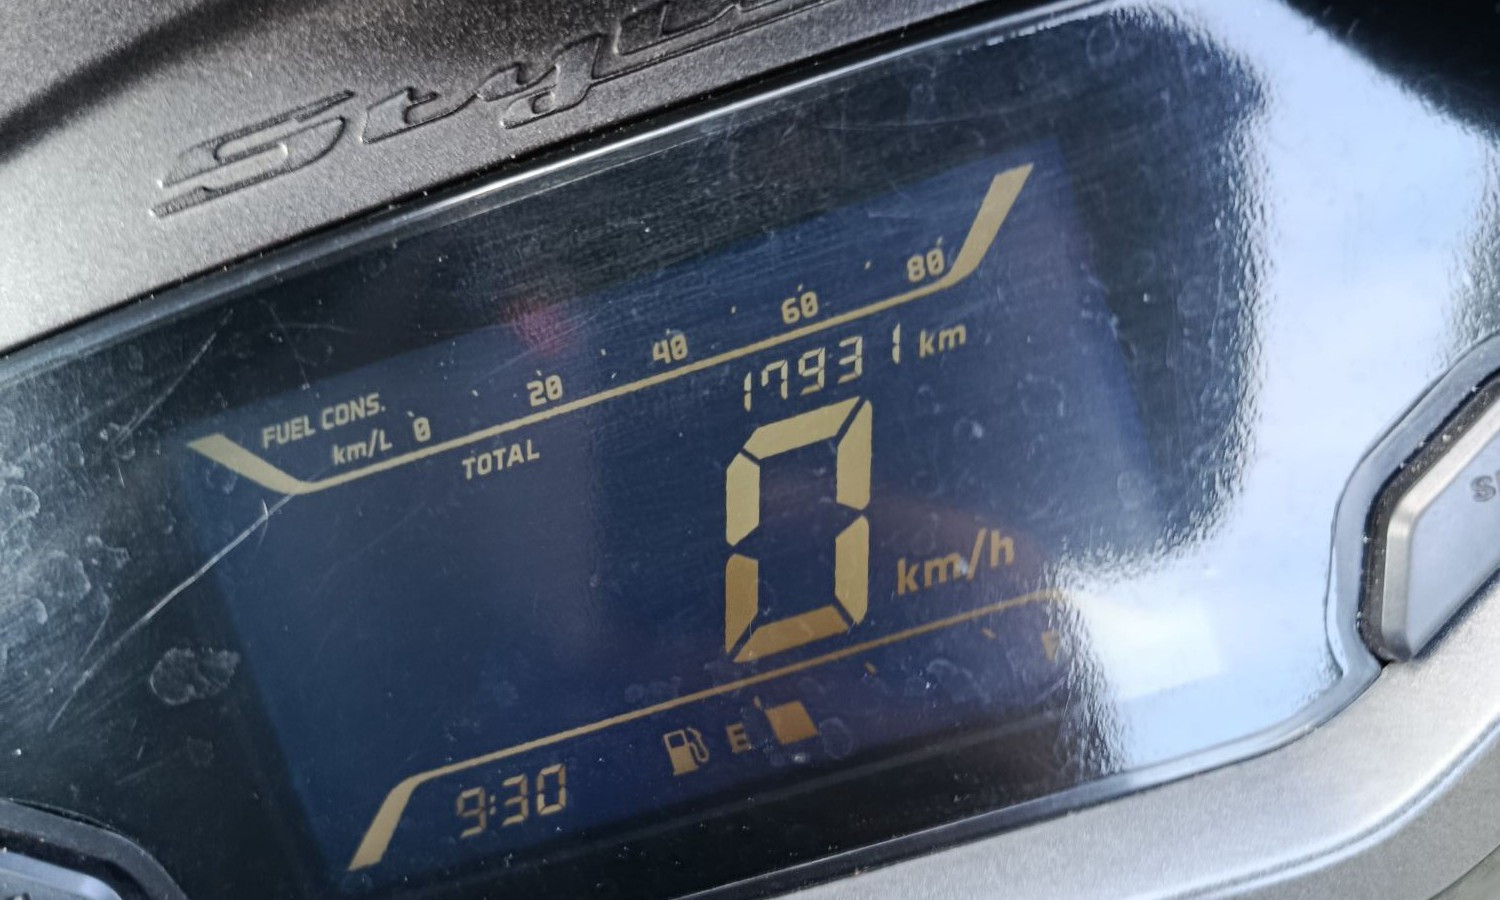 FUEL CONS.
km/L 0 20 40 60 80
TOTAL 17931 km
0 km/h
E
9:30